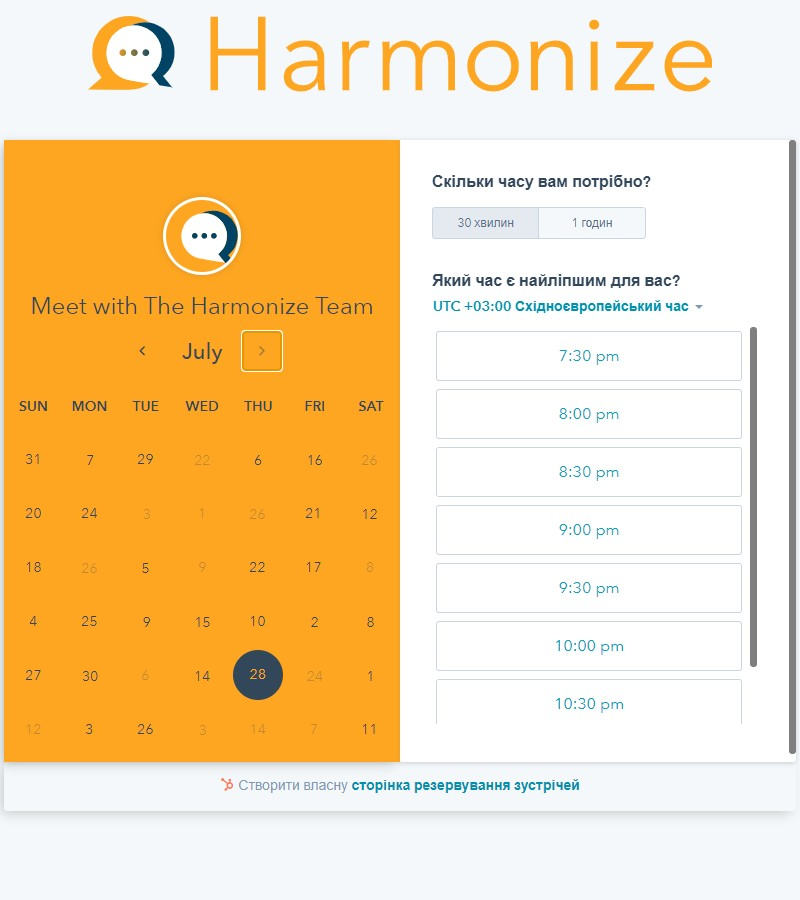 Harmonize
Meet with The Harmonize Team
July
SUN MON TUE WED THU FRI SAT
31 7 29 22 6 16 26
20 24 3 1 26 21 12
18 26 5 9 22 17 8
4 25 9 15 10 2 8
27 30 6 14 28 24 1
12 3 26 3 14 7 11
Скільки часу вам потрібно?
30 хвилин 1 годин
Який час є найліпшим для вас?
UTC +03:00 Східноєвропейський час
7:30 pm
8:00 pm
8:30 pm
9:00 pm
9:30 pm
10:00 pm
10:30 pm
Створити власну сторінка резервування зустрічей